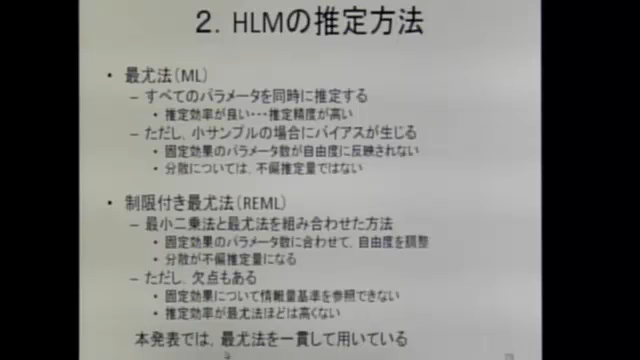 2. HLMの推定方法
• 最尤法(ML)
– すべてのパラメータを同時に推定する
• 推定効率が良い・・・推定精度が高い
– ただし、小サンプルの場合にバイアスが生じる
• 固定効果のパラメータ数が自由度に反映されない
• 分散については、不偏推定量ではない
• 制限付き最尤法(REML)
– 最小二乗法と最尤法を組み合わせた方法
• 固定効果のパラメータ数に合わせて、自由度を調整
• 分散が不偏推定量になる
– ただし、欠点もある
• 固定効果について情報量基準を参照できない
• 推定効率が最尤法ほどは高くない
本発表では、最尤法を一貫して用いている